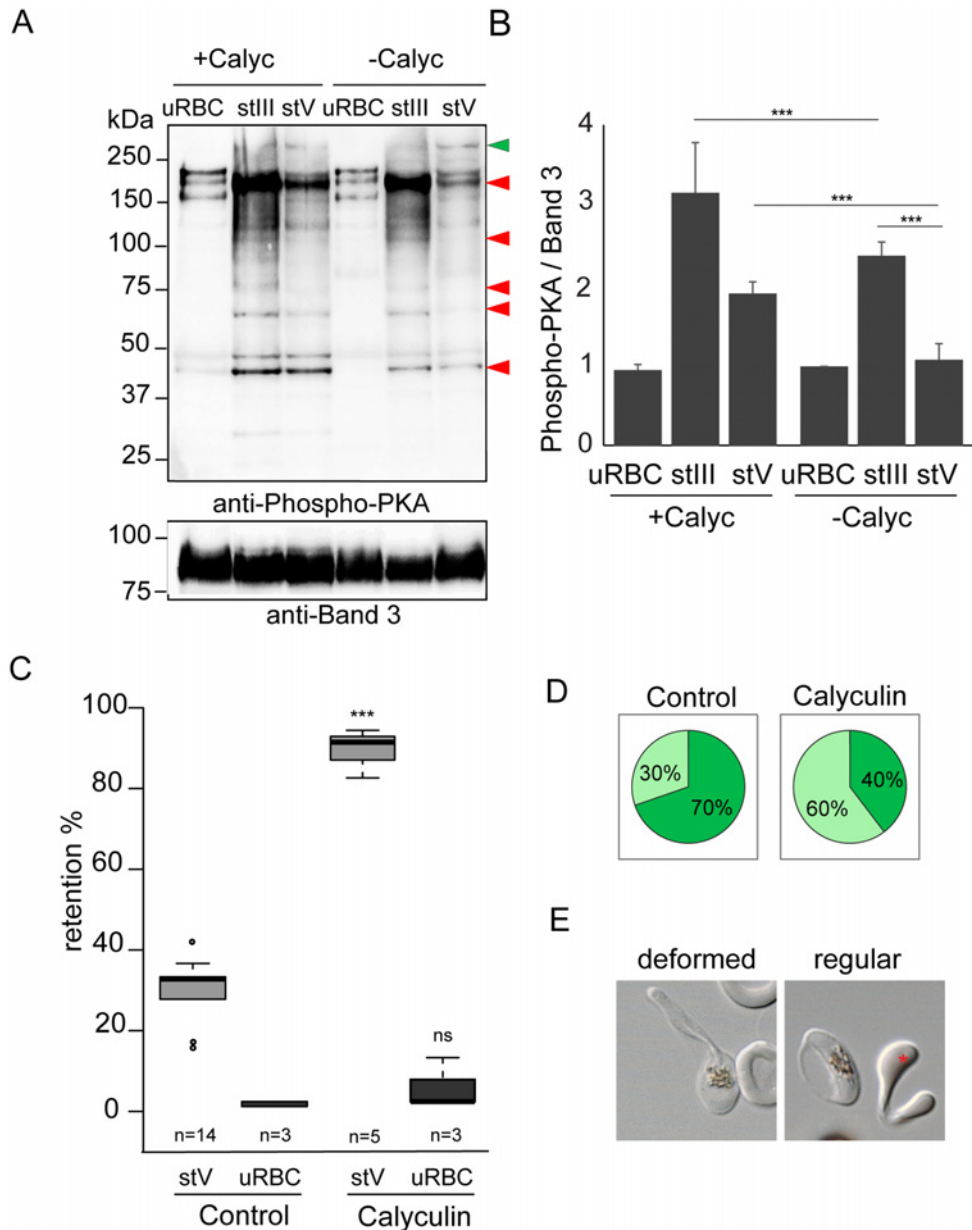 A
+Calyc -Calyc
uRBC stIII stV uRBC stIII stV
kDa
250
150
100
75
50
37
25
anti-Phospho-PKA
100
75
anti-Band 3
B
Phospho-PKA / Band 3
4
3
2
1
0
***
***
***
uRBC stIII stV uRBC stIII stV
+Calyc -Calyc
C
retention %
100
80
60
40
20
0
***
ns
n=14 n=3 n=5 n=3
stV uRBC stV uRBC
Control Calyculin
D
Control Calyculin
30% 70% 60% 40%
E
deformed regular
*